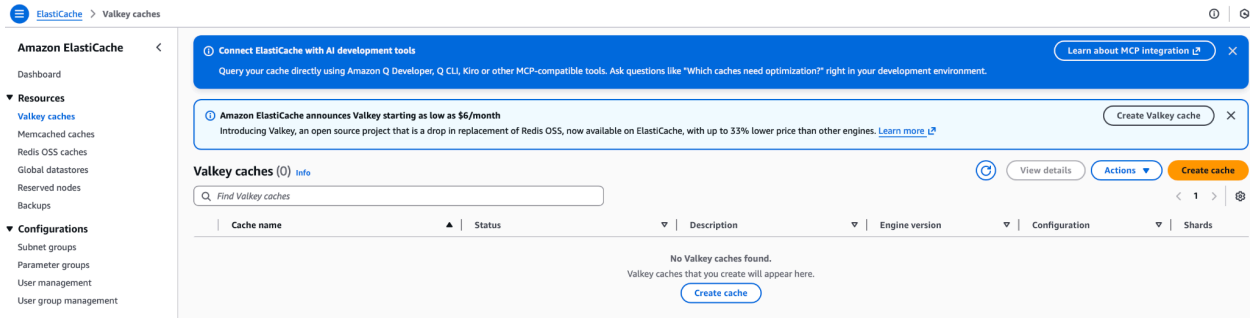 ElastiCache > Valkey caches
Amazon ElastiCache
Dashboard
Resources
Valkey caches
Memcached caches
Redis OSS caches
Global datastores
Reserved nodes
Backups
Configurations
Subnet groups
Parameter groups
User management
User group management
Connect ElastiCache with AI development tools
Query your cache directly using Amazon Q Developer, Q CLI, Kiro or other MCP-compatible tools. Ask questions like "Which caches need optimization?" right in your development environment.
Learn about MCP integration
Amazon ElastiCache announces Valkey starting as low as $6/month
Introducing Valkey, an open source project that is a drop in replacement of Redis OSS, now available on ElastiCache, with up to 33% lower price than other engines. Learn more
Create Valkey cache
Valkey caches (0) Info
View details
Actions
Create cache
Find Valkey caches
1
Cache name
Status
Description
Engine version
Configuration
Shards
No Valkey caches found.
Valkey caches that you create will appear here.
Create cache